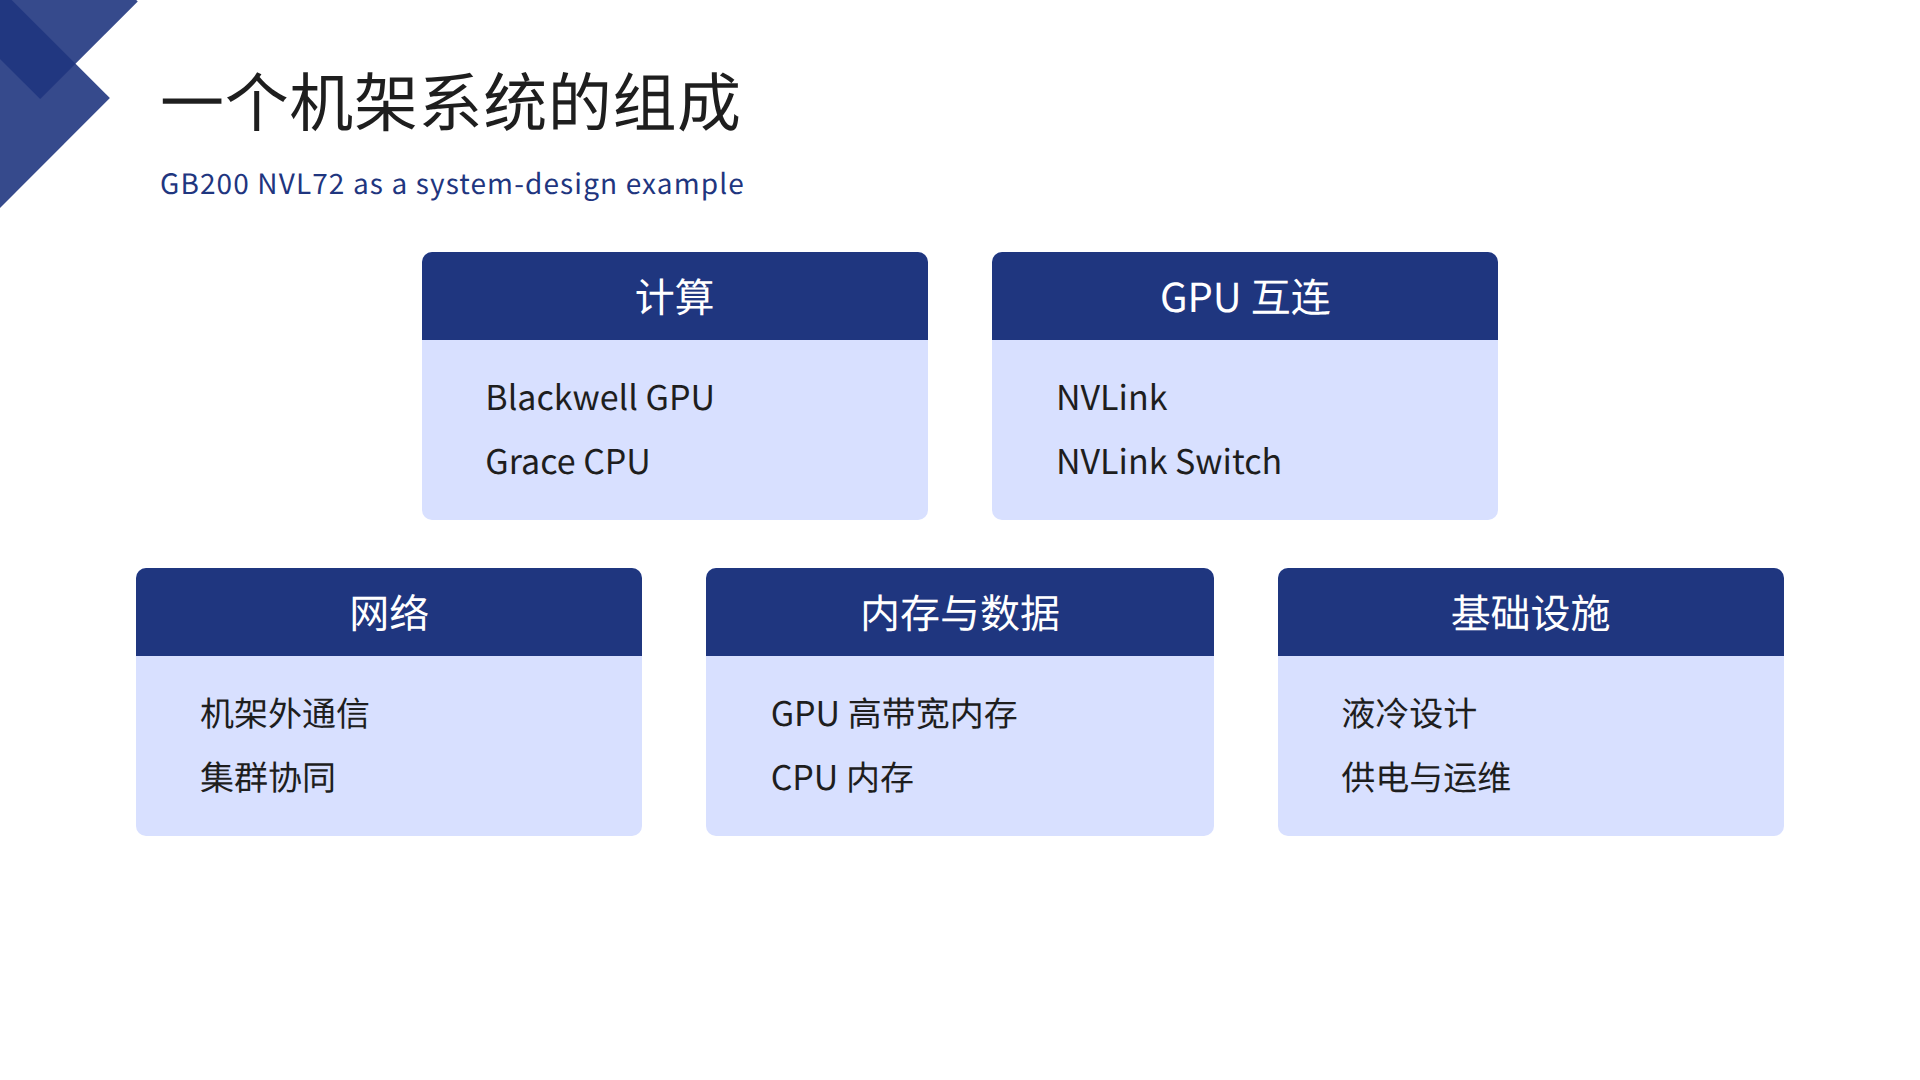 一个机架系统的组成
GB200 NVL72 as a system-design example
计算
Blackwell GPU
Grace CPU
GPU 互连
NVLink
NVLink Switch
网络
机架外通信
集群协同
内存与数据
GPU 高带宽内存
CPU 内存
基础设施
液冷设计
供电与运维